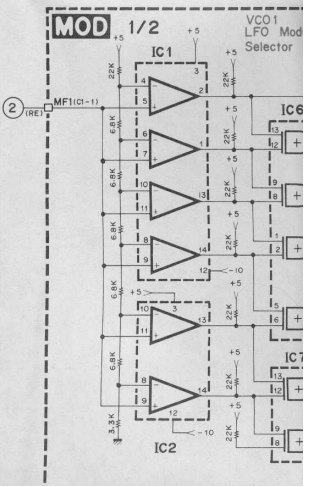 MOD 1/2
VCO1
LFO Mod
Selector
+5
+5
+5
IC1
3
22K
22K
4
5
2
2
(RE)
MF1(C1-1)
6.8K
IC6
+5
22K
13
12
+
6
7
1
6.8K
+5
22K
9
8
+
10
11
13
6.8K
1
2
+
8
9
14
22K
6.8K
12
-10
+5
3
+5
22K
5
6
+
10
11
13
6.8K
IC7
+5
22K
13
12
+
8
9
14
12
+5
3.3K
-10
22K
9
8
+
IC2